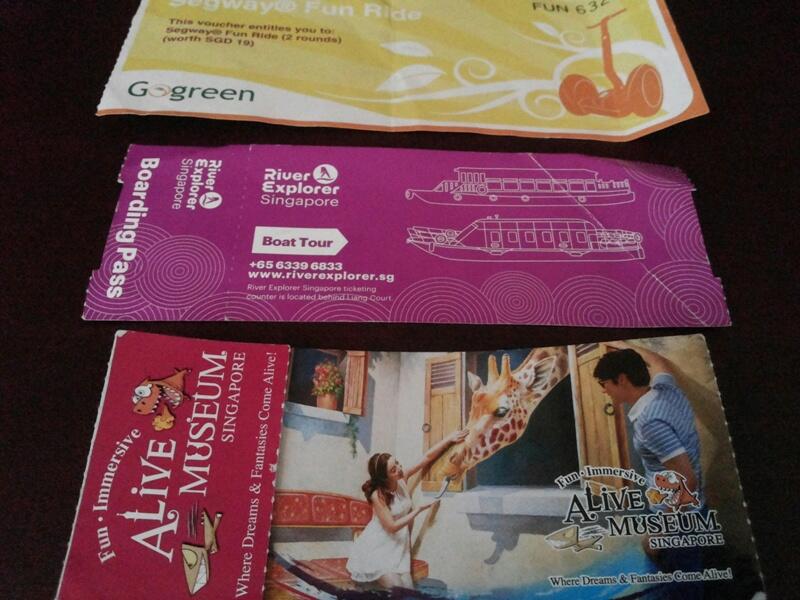 Segway® Fun Ride
FUN 632
This voucher entitles you to:
Segway® Fun Ride (2 rounds)
(worth SGD 19)
Gogreen
Boarding Pass
River
Explorer
Singapore
River
Explorer
Singapore
Boat Tour
+65 6339 6833
www.riverexplorer.sg
River Explorer Singapore ticketing
counter is located behind Liang Court
Fun · Immersive
ALIVE
MUSEUM
SINGAPORE
Where Dreams & Fantasies Come Alive!
Fun · Immersive
ALIVE
MUSEUM
SINGAPORE
Where Dreams & Fantasies Come Alive!